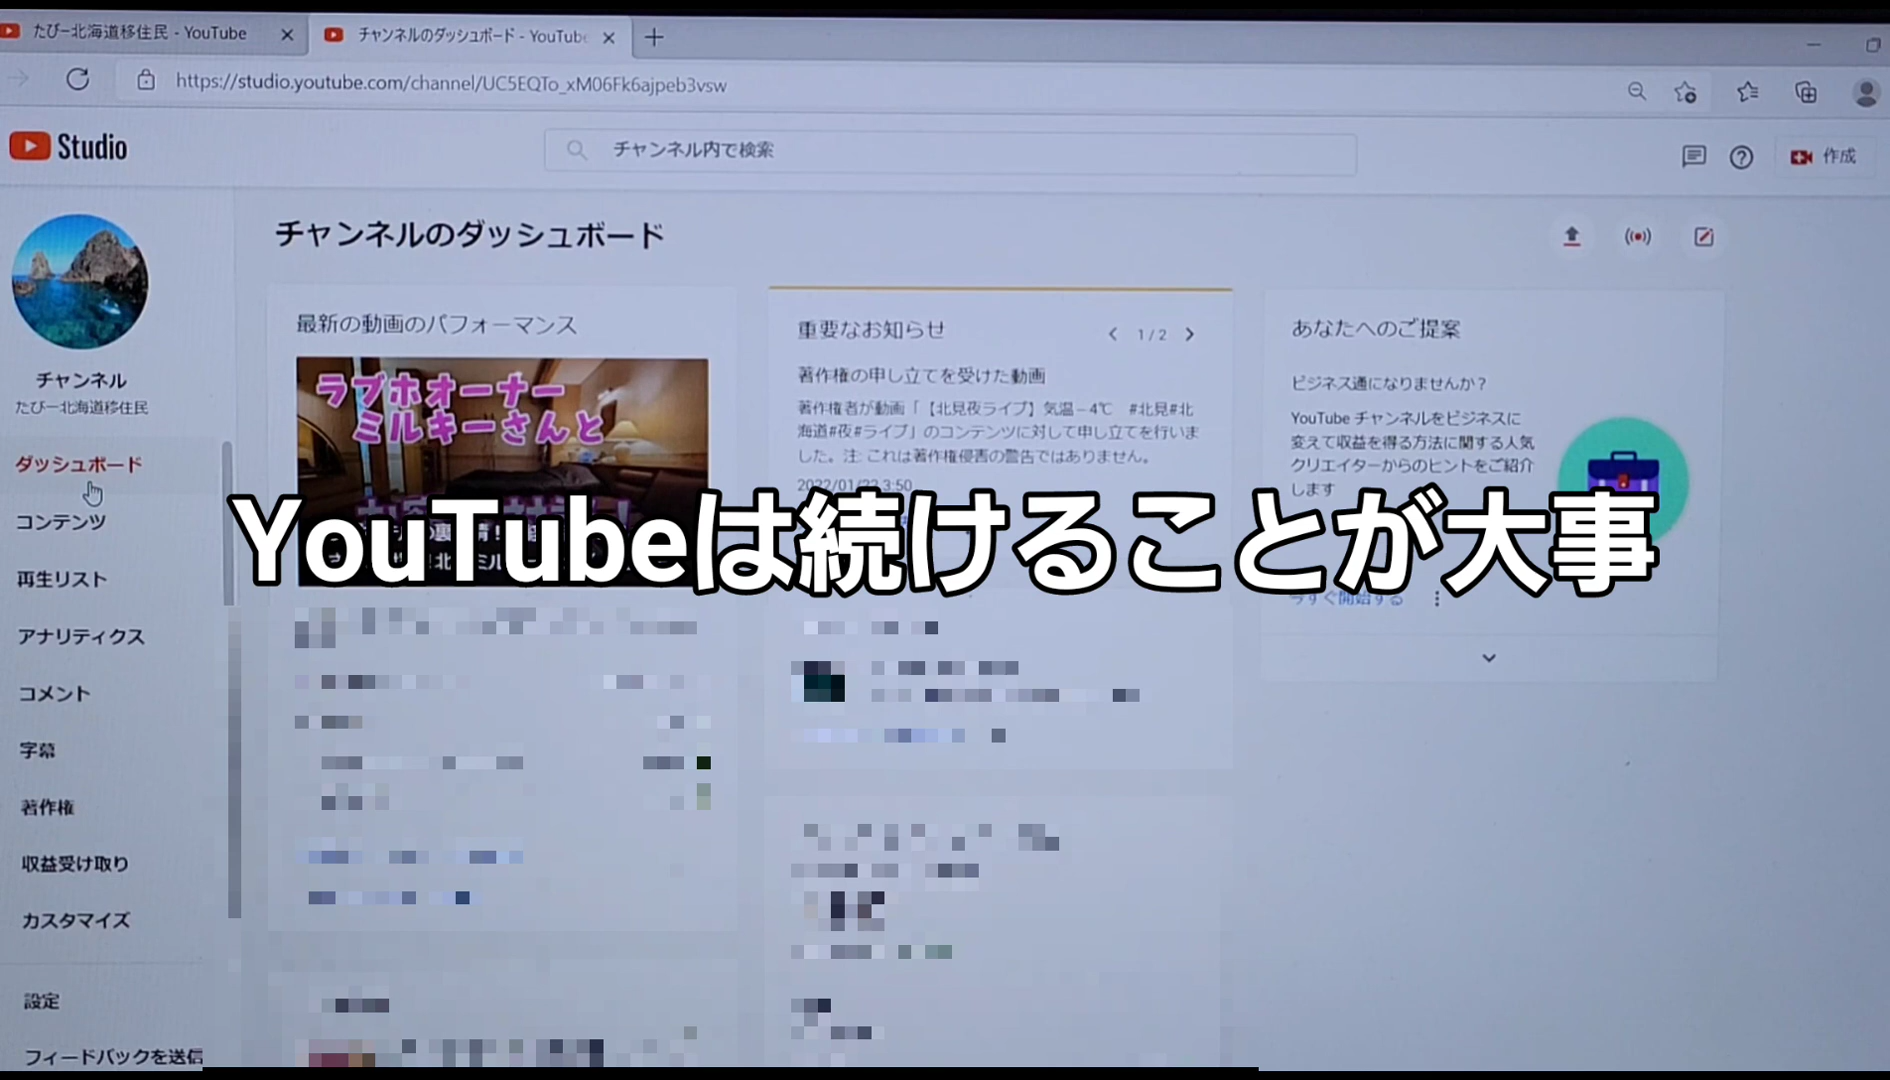 たびー北海道移住民 - YouTube
チャンネルのダッシュボード - YouTube
https://studio.youtube.com/channel/UC5EQTo_xM06Fk6ajpeb3vsw
Studio
チャンネル内で検索
作成
チャンネルのダッシュボード
チャンネル
たびー北海道移住民
ダッシュボード
コンテンツ
再生リスト
アナリティクス
コメント
字幕
著作権
収益受け取り
カスタマイズ
設定
フィードバックを送信
最新の動画のパフォーマンス
ラブホオーナー
ミルキーさんと
重要なお知らせ
1/2
著作権の申し立てを受けた動画
著作権者が動画「【北見夜ライブ】気温－4℃ #北見#北
海道#夜#ライブ」のコンテンツに対して申し立てを行いま
した。注: これは著作権侵害の警告ではありません。
2022/01/22 3:50
あなたへのご提案
ビジネス通になりませんか？
YouTube チャンネルをビジネスに
変えて収益を得る方法に関する人気
クリエイターからのヒントをご紹介
します
今すぐ開始する
YouTubeは続けることが大事